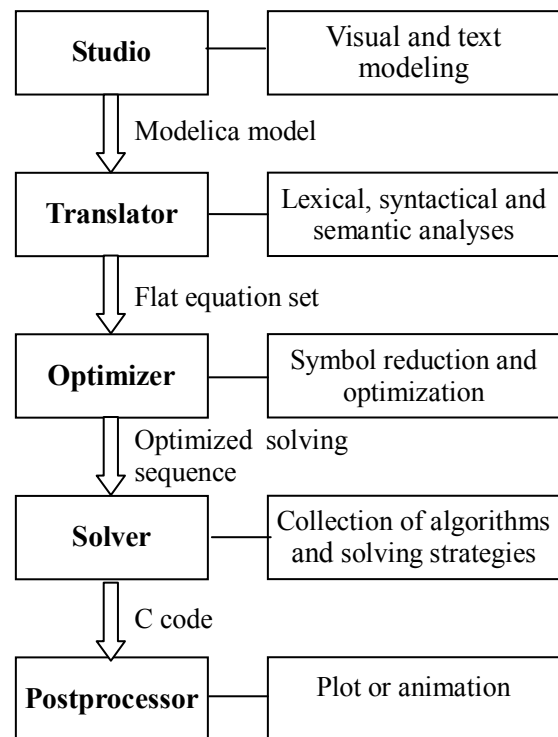 Studio
Visual and text
modeling
Modelica model
Translator
Lexical, syntactical and
semantic analyses
Flat equation set
Optimizer
Symbol reduction and
optimization
Optimized solving
sequence
Solver
Collection of algorithms
and solving strategies
C code
Postprocessor
Plot or animation